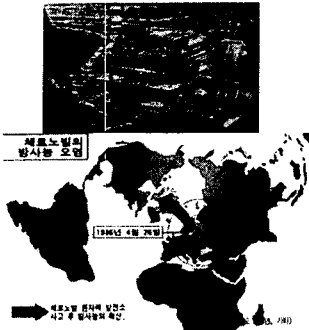 체르노빌의
방사능 오염
1986년 4월 26일
체르노빌 원자력 발전소
사고 후 방사능의 확산.